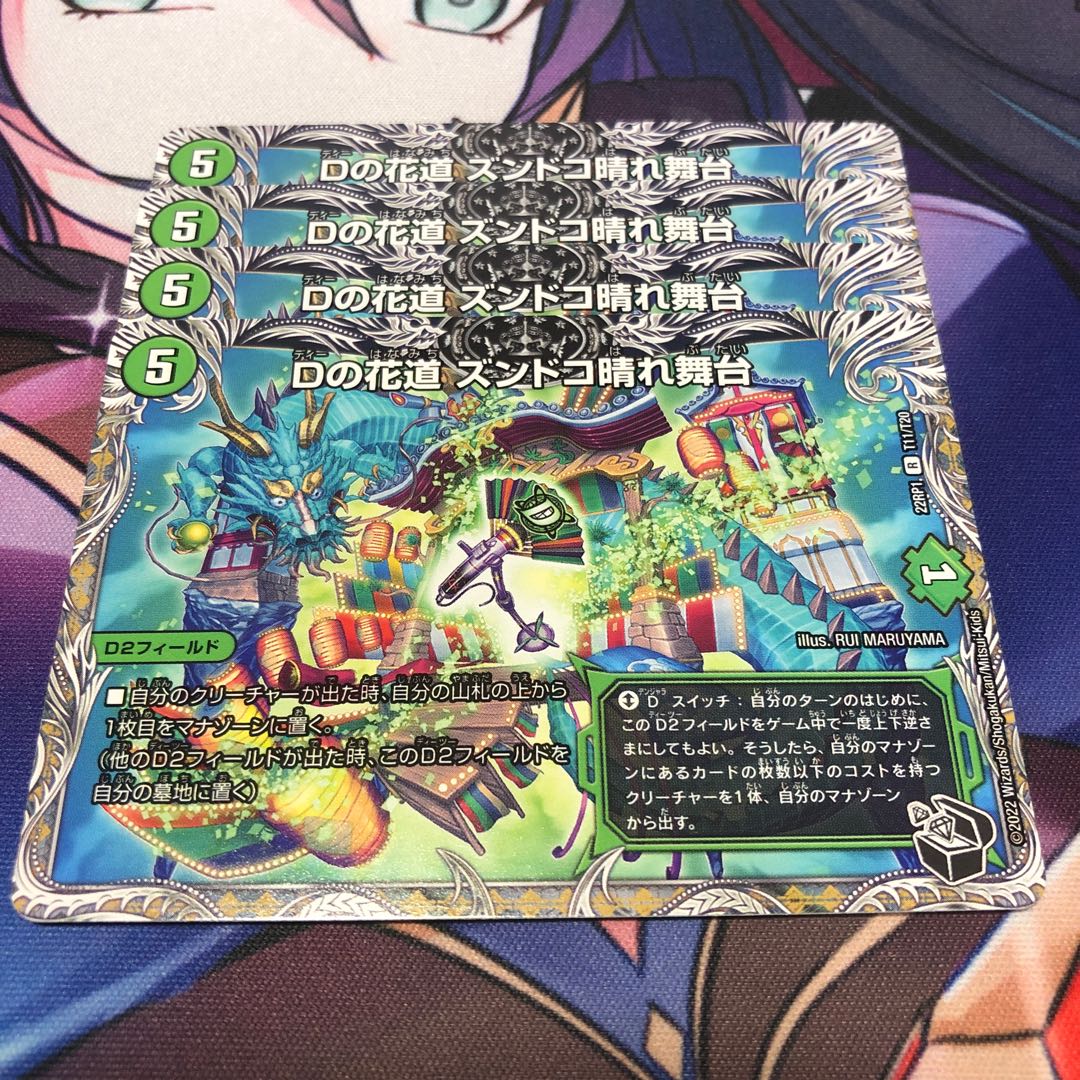 5 Dの花道 ズンドコ晴れ舞台
5 Dの花道 ズンドコ晴れ舞台
5 Dの花道 ズンドコ晴れ舞台
5 Dの花道 ズンドコ晴れ舞台
22RP1 R TT1/T20
1
illus. RUI MARUYAMA
D2フィールド
■自分のクリーチャーが出た時、自分の山札の上から
1枚目をマナゾーンに置く。
(他のD2フィールドが出た時、このD2フィールドを
自分の墓地に置く)
D スイッチ:自分のターンのはじめに、
このD2フィールドをゲーム中で一度上下逆さ
まにしてもよい。そうしたら、自分のマナゾー
ンにあるカードの枚数以下のコストを持つ
クリーチャーを1体、自分のマナゾーン
から出す。
©2022 Wizards/Shogakukan/Mitsui-Kids